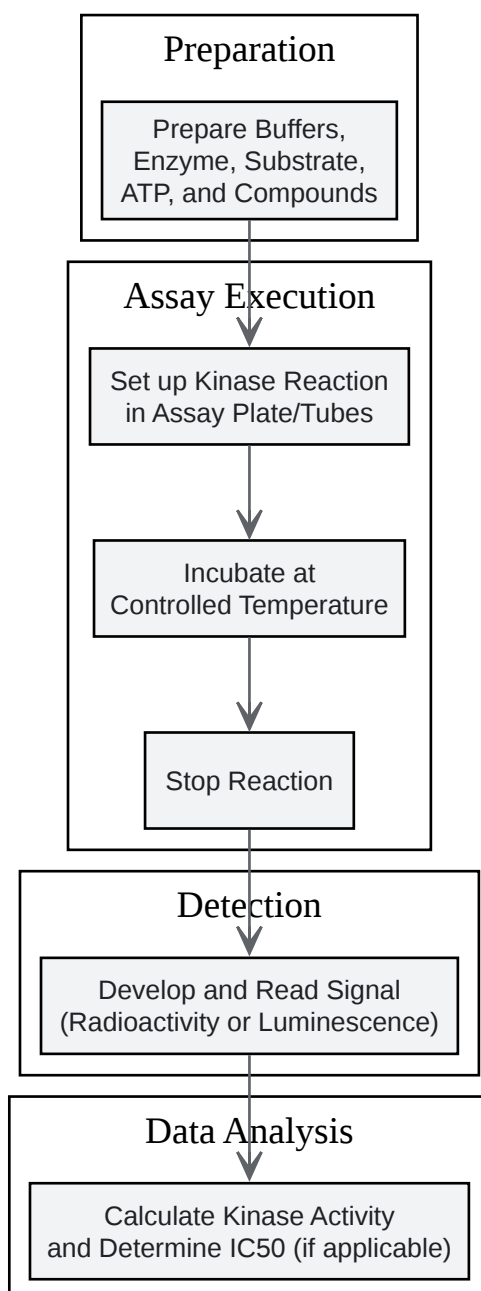 Preparation
Prepare Buffers,
Enzyme, Substrate,
ATP, and Compounds
Assay Execution
Set up Kinase Reaction
in Assay Plate/Tubes
Incubate at
Controlled Temperature
Stop Reaction
Detection
Develop and Read Signal
(Radioactivity or Luminescence)
Data Analysis
Calculate Kinase Activity
and Determine IC50 (if applicable)